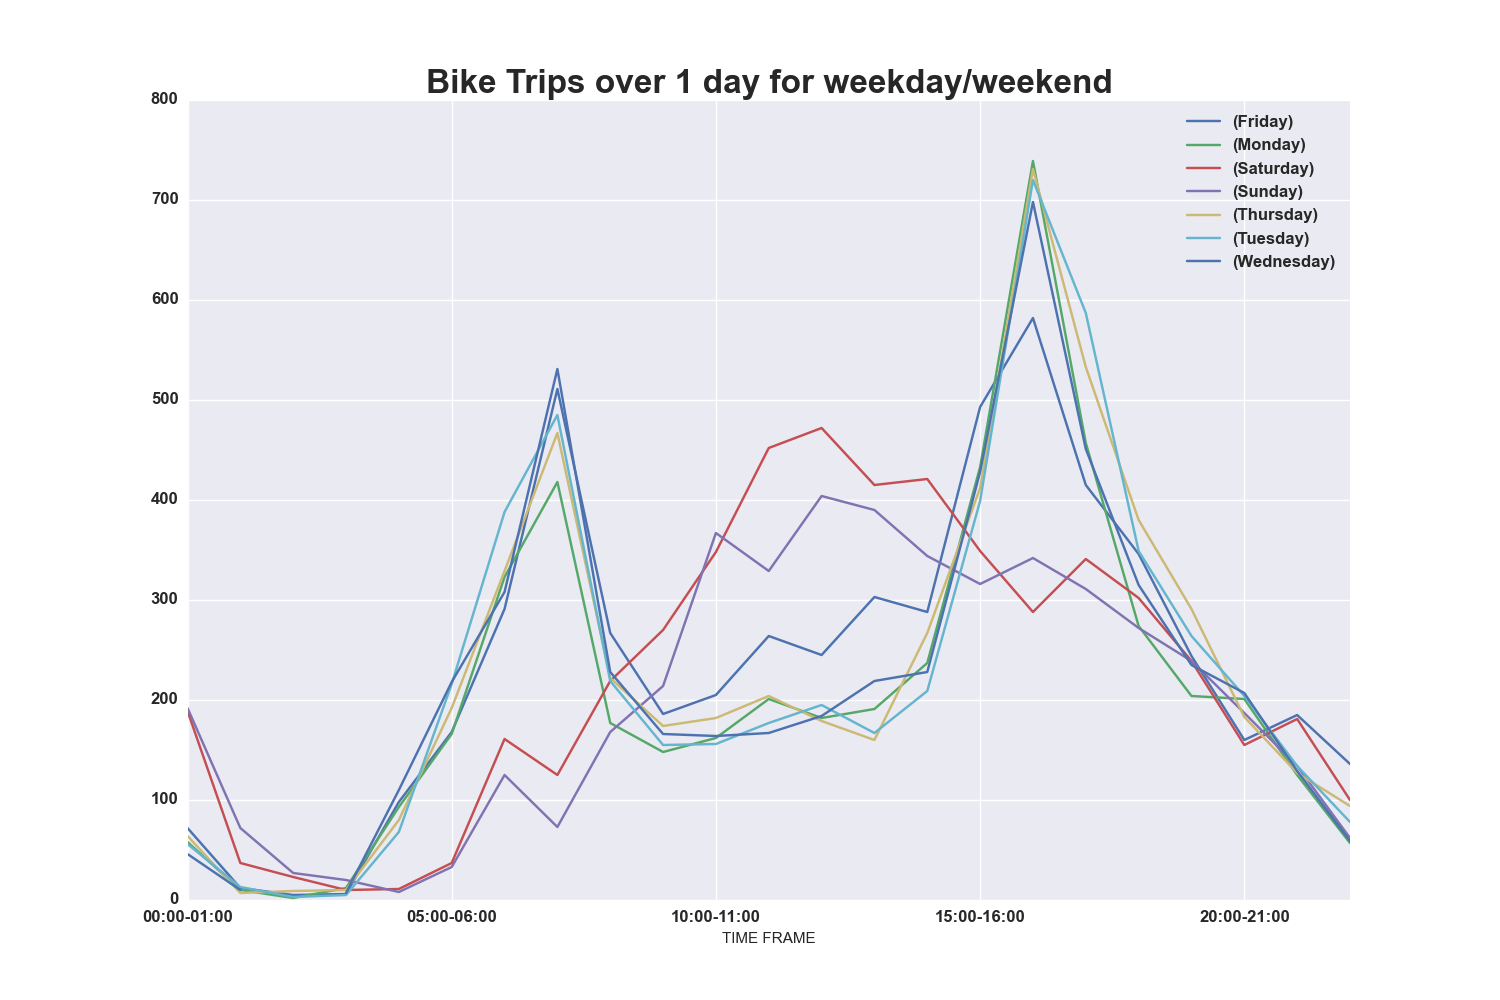 Bike Trips over 1 day for weekday/weekend
800
700
600
500
400
300
200
100
0
(Friday)
(Monday)
(Saturday)
(Sunday)
(Thursday)
(Tuesday)
(Wednesday)
00:00-01:00 05:00-06:00 10:00-11:00 15:00-16:00 20:00-21:00
TIME FRAME